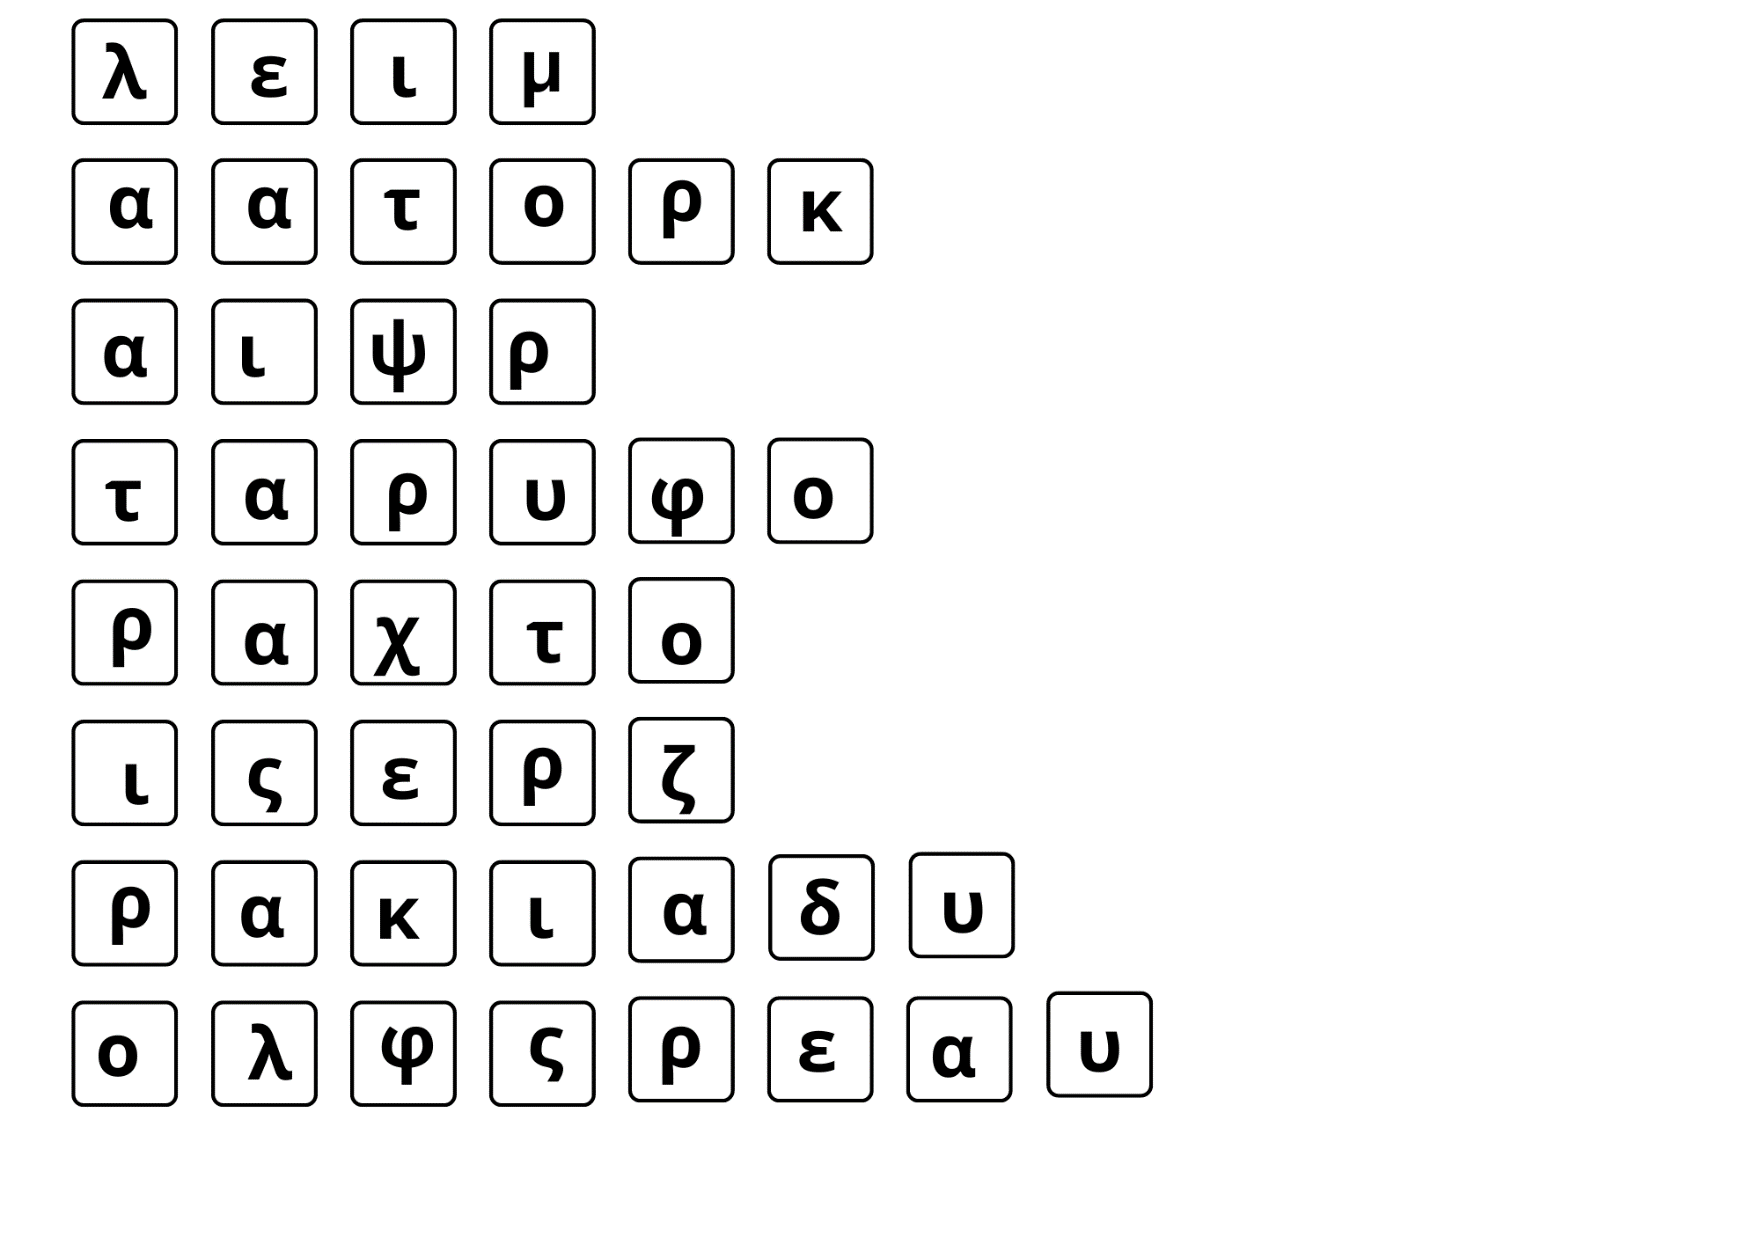 λ ε ι μ
α α τ ο ρ κ
α ι ψ ρ
τ α ρ υ φ ο
ρ α χ τ ο
ι ς ε ρ ζ
ρ α κ ι α δ υ
ο λ φ ς ρ ε α υ